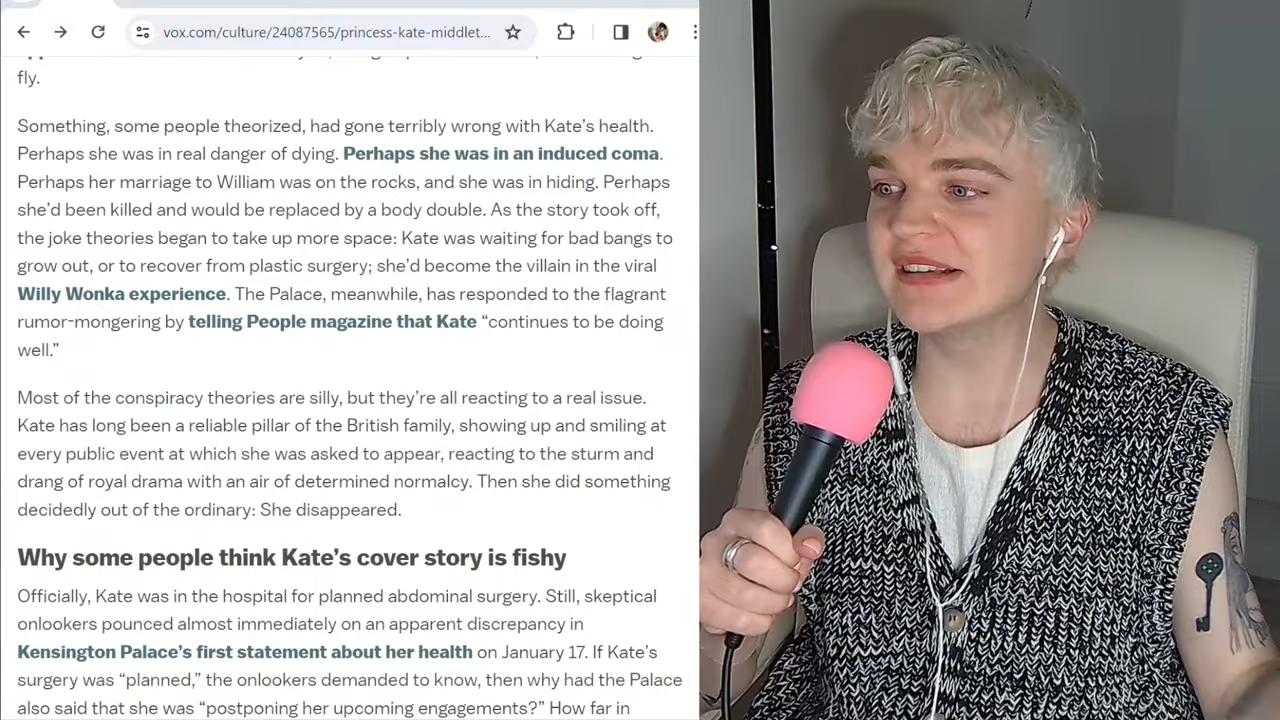 vox.com/culture/24087565/princess-kate-middlet...
fly.
Something, some people theorized, had gone terribly wrong with Kate’s health.
Perhaps she was in real danger of dying. Perhaps she was in an induced coma.
Perhaps her marriage to William was on the rocks, and she was in hiding. Perhaps
she’d been killed and would be replaced by a body double. As the story took off,
the joke theories began to take up more space: Kate was waiting for bad bangs to
grow out, or to recover from plastic surgery; she’d become the villain in the viral
Willy Wonka experience. The Palace, meanwhile, has responded to the flagrant
rumor-mongering by telling People magazine that Kate “continues to be doing
well.”
Most of the conspiracy theories are silly, but they’re all reacting to a real issue.
Kate has long been a reliable pillar of the British family, showing up and smiling at
every public event at which she was asked to appear, reacting to the sturm and
drang of royal drama with an air of determined normalcy. Then she did something
decidedly out of the ordinary: She disappeared.
Why some people think Kate’s cover story is fishy
Officially, Kate was in the hospital for planned abdominal surgery. Still, skeptical
onlookers pounced almost immediately on an apparent discrepancy in
Kensington Palace’s first statement about her health on January 17. If Kate’s
surgery was “planned,” the onlookers demanded to know, then why had the Palace
also said that she was “postponing her upcoming engagements?” How far in